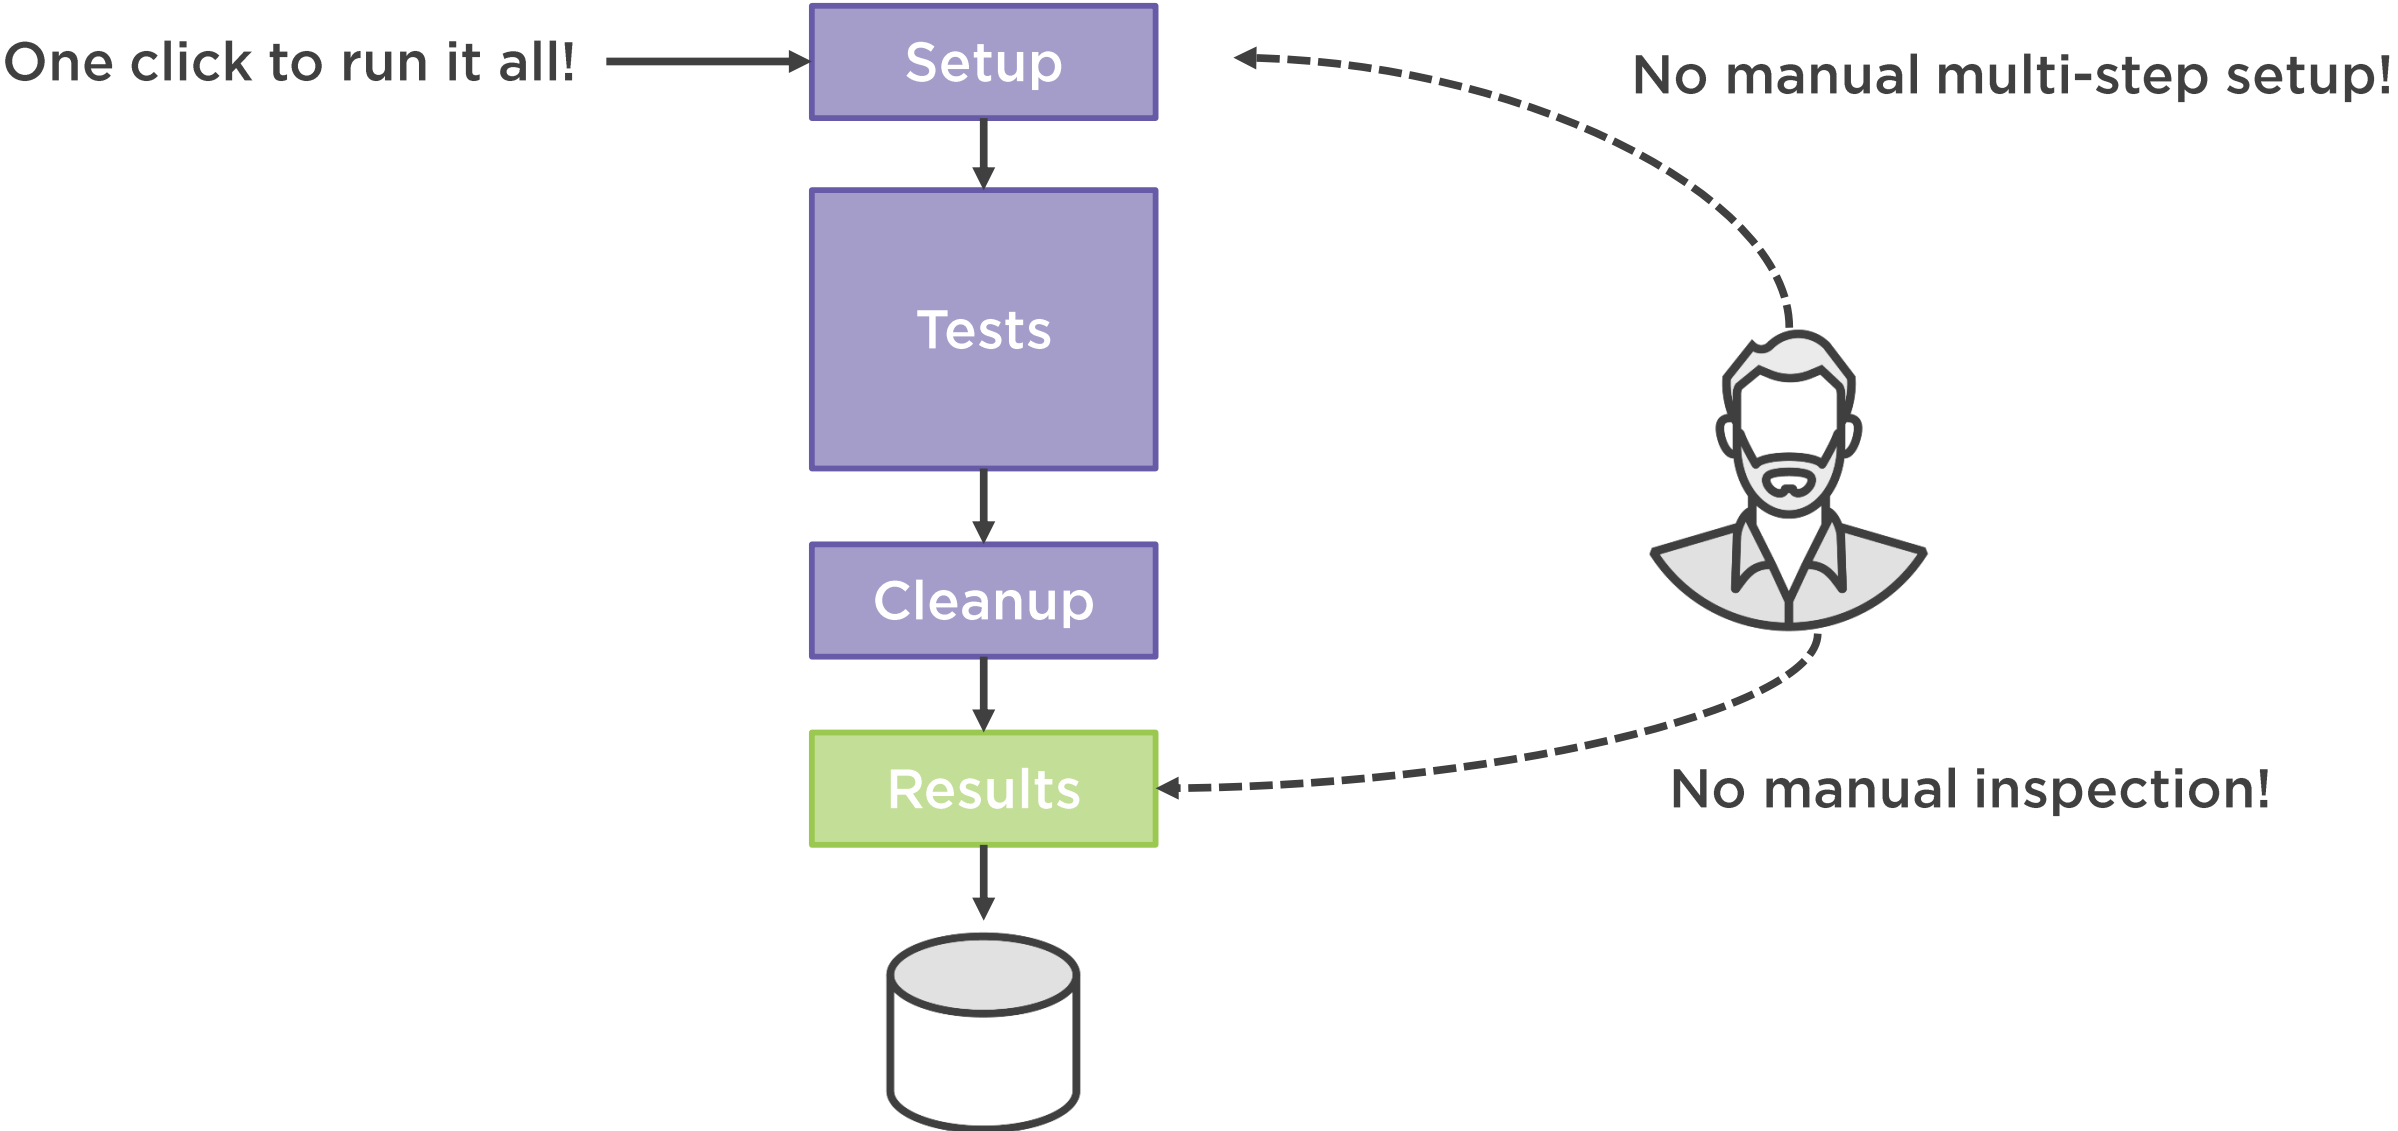 One click to run it all!
Setup
No manual multi-step setup!
Tests
Cleanup
Results
No manual inspection!